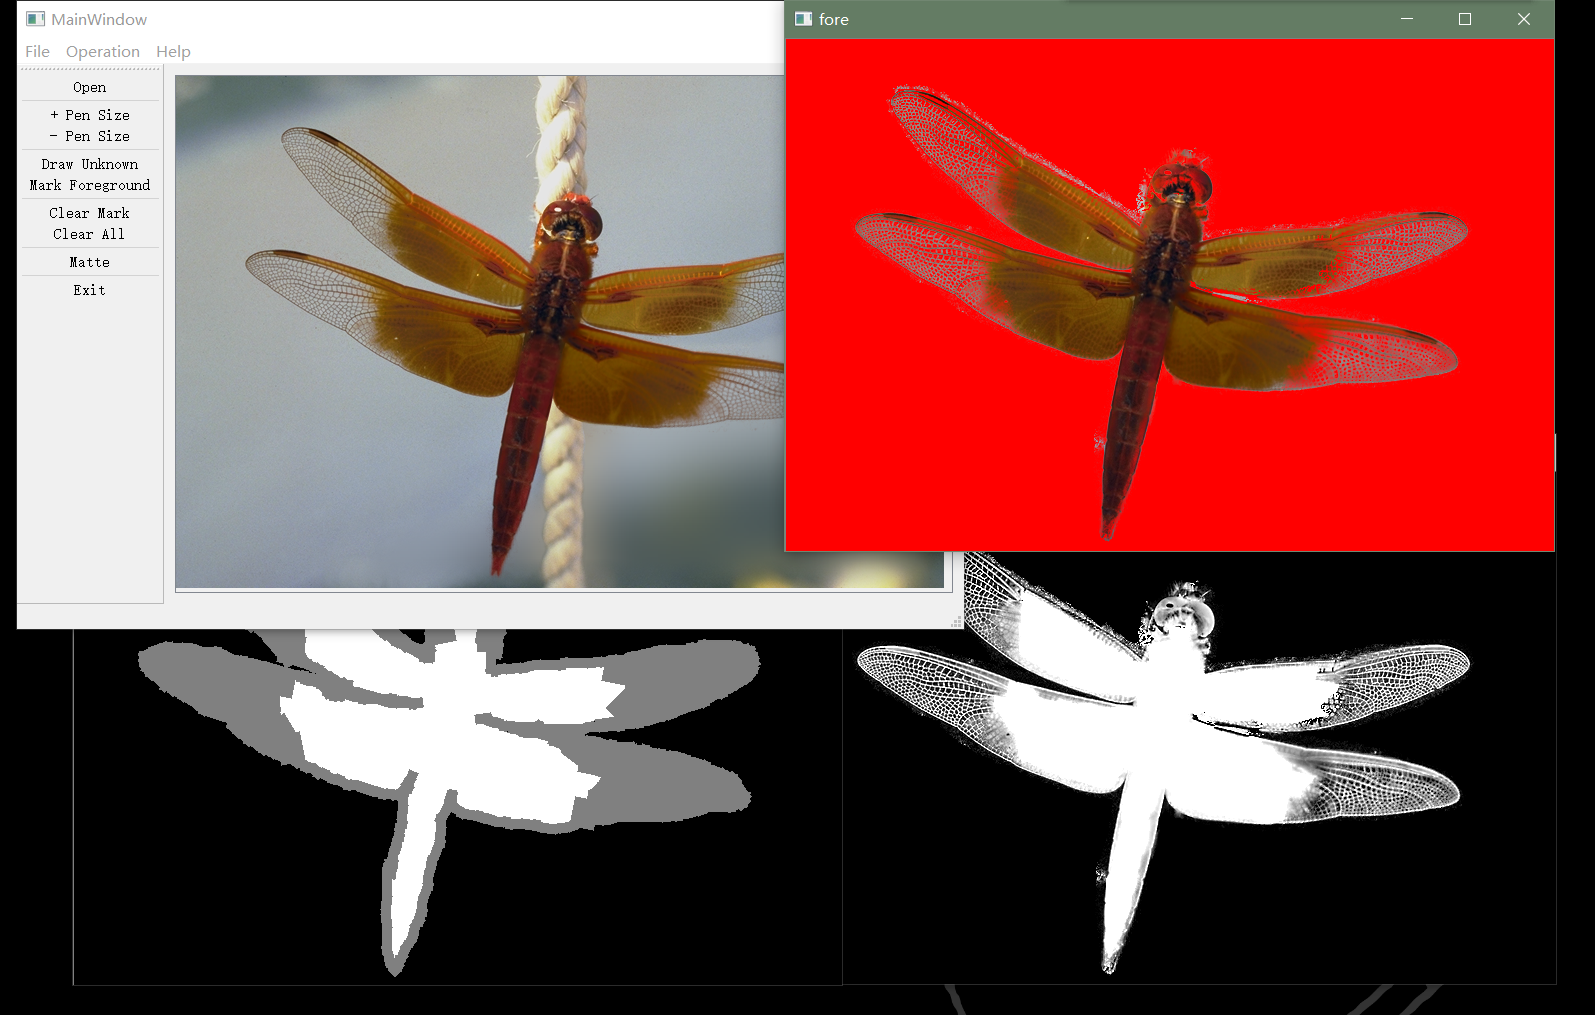 MainWindow
File Operation Help
Open
+ Pen Size
- Pen Size
Draw Unknown
Mark Foreground
Clear Mark
Clear All
Matte
Exit
fore